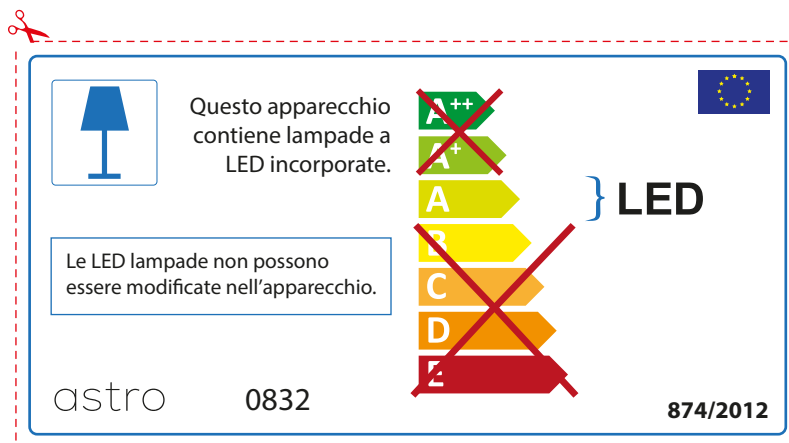 Questo apparecchio
contiene lampade a
LED incorporate.
Le LED lampade non possono
essere modificate nell'apparecchio.
A++
A+
A
B
C
D
E
LED
astro
0832
874/2012